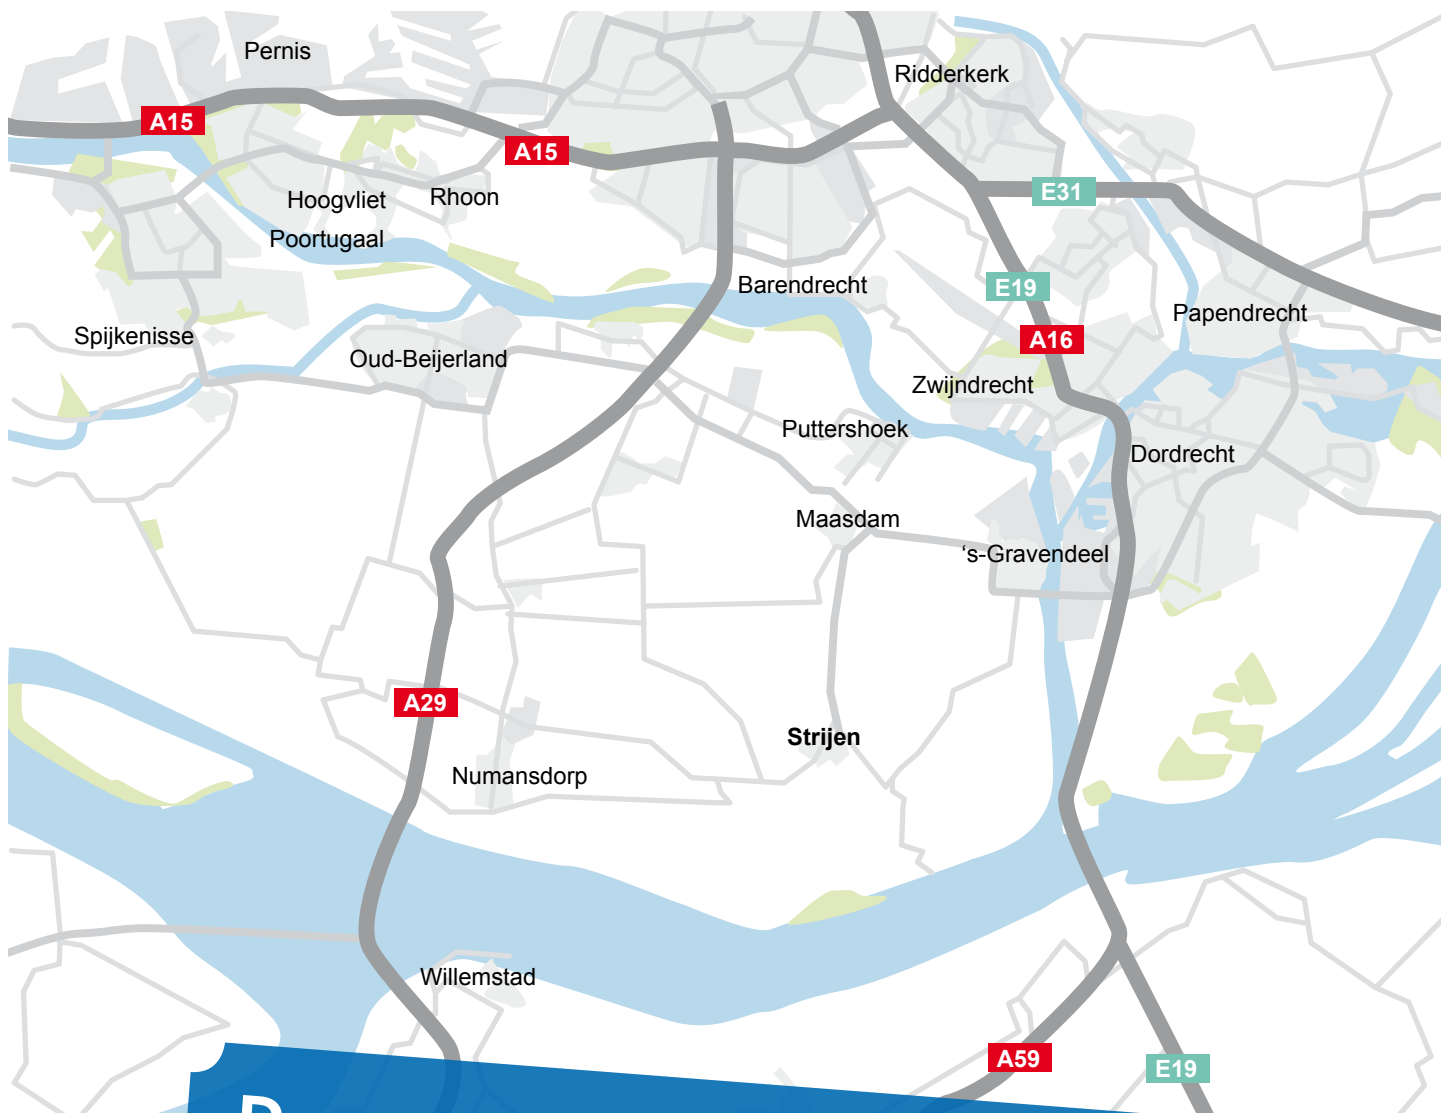 Pernis
Ridderkerk
A15
A15
Hoogvliet
Rhoon
E31
Poortugaal
Barendrecht
E19
Papendrecht
Spijkenisse
Oud-Beijerland
A16
Zwijndrecht
Puttershoek
Dordrecht
Maasdam
‘s-Gravendeel
A29
Strijen
Numansdorp
Willemstad
A59
E19